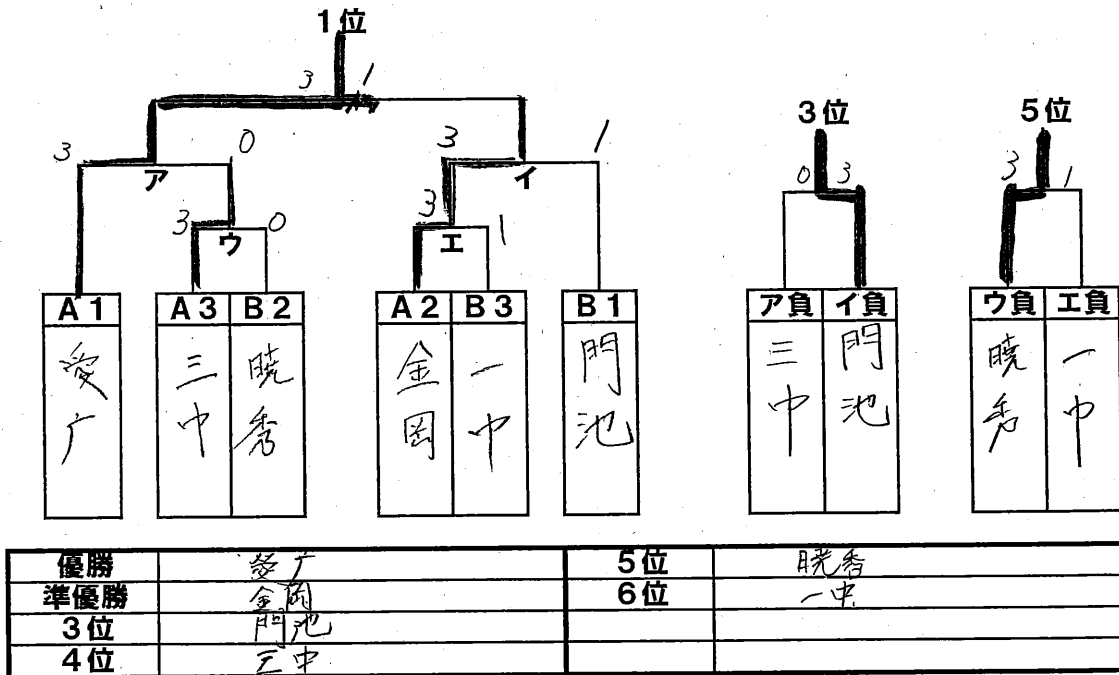 1位
3 1
3 0 3 1
ア イ
3位 5位
0 3 3 1
3 0 3 1
ウ エ
A1 A3 B2 A2 B3 B1 ア負 イ負 ウ負 エ負
愛广 三中 暁秀 金岡 一中 門池 三中 門池 暁秀 一中
優勝 愛广 5位 暁秀
準優勝 金岡 6位 一中
3位 門池
4位 三中